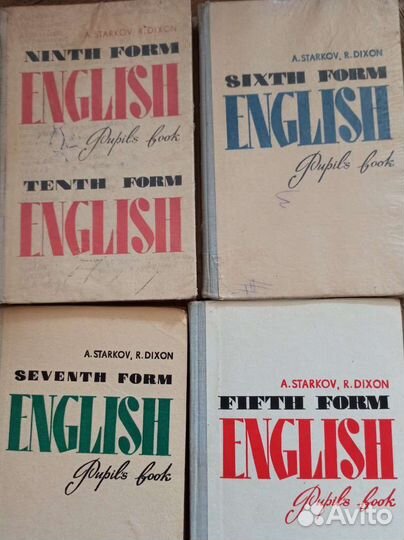 A. STARKOV, R. DIXON
NINTH FORM
ENGLISH
Pupil's book
TENTH FORM
ENGLISH
A. STARKOV, R. DIXON
SIXTH FORM
ENGLISH
Pupil's book
A. STARKOV, R. DIXON
SEVENTH FORM
ENGLISH
Pupil's book
A. STARKOV, R. DIXON
FIFTH FORM
ENGLISH
Pupil's book
Avito